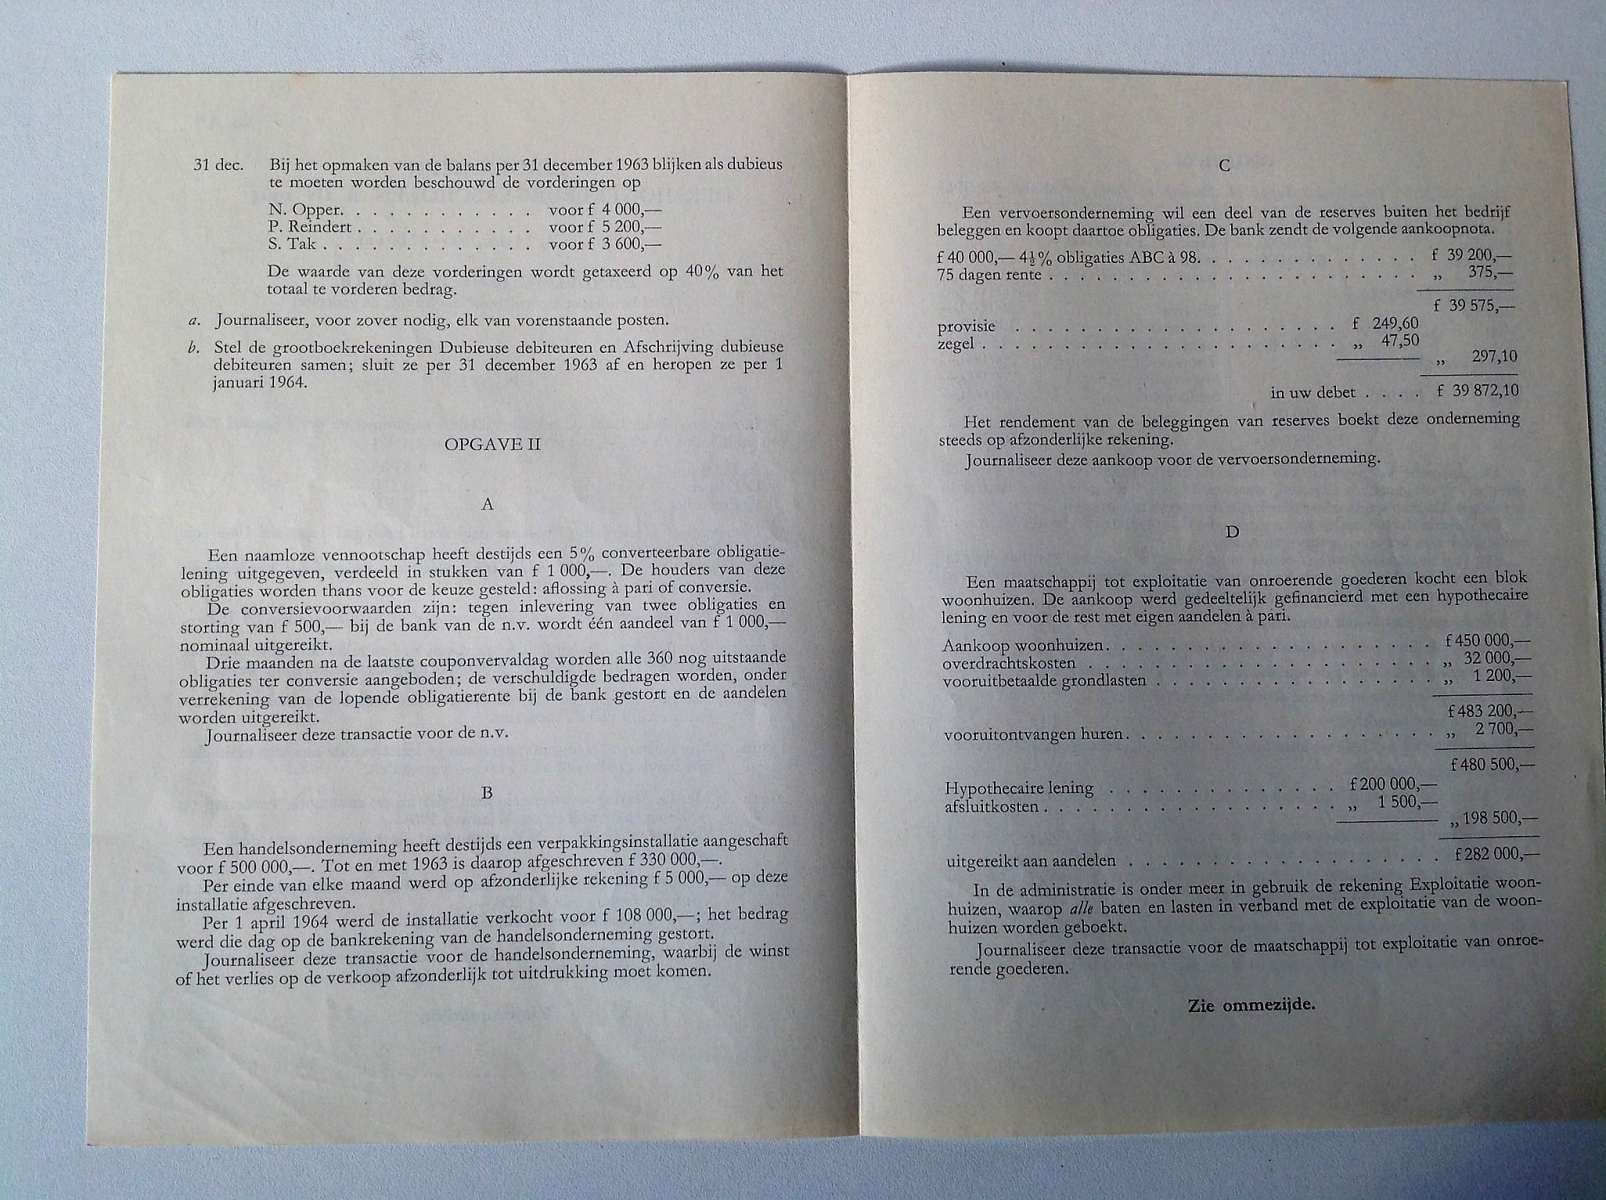 31 dec. Bij het opmaken van de balans per 31 december 1963 blijken als dubieus
te moeten worden beschouwd de vorderingen op
N. Opper. . . . . . . . . . . . . voor f 4 000,—
P. Reindert . . . . . . . . . . . voor f 5 200,—
S. Tak . . . . . . . . . . . . . voor f 3 600,—
De waarde van deze vorderingen wordt getaxeerd op 40% van het
totaal te vorderen bedrag.
a. Journaliseer, voor zover nodig, elk van vorenstaande posten.
b. Stel de grootboekrekeningen Dubieuse debiteuren en Afschrijving dubieuse
debiteuren samen; sluit ze per 31 december 1963 af en heropen ze per 1
januari 1964.
OPGAVE II
A
Een naamloze vennootschap heeft destijds een 5% converteerbare obligatie-
lening uitgegeven, verdeeld in stukken van f 1 000,—. De houders van deze
obligaties worden thans voor de keuze gesteld: aflossing à pari of conversie.
De conversievoorwaarden zijn: tegen inlevering van twee obligaties en
storting van f 500,— bij de bank van de n.v. wordt één aandeel van f 1 000,—
nominaal uitgereikt.
Drie maanden na de laatste couponvervaldag worden alle 360 nog uitstaande
obligaties ter conversie aangeboden; de verschuldigde bedragen worden, onder
verrekening van de lopende obligatierente bij de bank gestort en de aandelen
worden uitgereikt.
Journaliseer deze transactie voor de n.v.
B
Een handelsonderneming heeft destijds een verpakkingsinstallatie aangeschaft
voor f 500 000,—. Tot en met 1963 is daarop afgeschreven f 330 000,—.
Per einde van elke maand werd op afzonderlijke rekening f 5 000,— op deze
installatie afgeschreven.
Per 1 april 1964 werd de installatie verkocht voor f 108 000,—; het bedrag
werd die dag op de bankrekening van de handelsonderneming gestort.
Journaliseer deze transactie voor de handelsonderneming, waarbij de winst
of het verlies op de verkoop afzonderlijk tot uitdrukking moet komen.
C
Een vervoersonderneming wil een deel van de reserves buiten het bedrijf
beleggen en koopt daartoe obligaties. De bank zendt de volgende aankoopnota.
f 40 000,— 4½% obligaties ABC à 98. . . . . . . . . . . . . . f 39 200,—
75 dagen rente . . . . . . . . . . . . . . . . . . . . . „ 375,—
f 39 575,—
provisie . . . . . . . . . . . . . . . . . . . . f 249,60
zegel . . . . . . . . . . . . . . . . . . . . . „ 47,50
„ 297,10
in uw debet . . . . f 39 872,10
Het rendement van de beleggingen van reserves boekt deze onderneming
steeds op afzonderlijke rekening.
Journaliseer deze aankoop voor de vervoersonderneming.
D
Een maatschappij tot exploitatie van onroerende goederen kocht een blok
woonhuizen. De aankoop werd gedeeltelijk gefinancierd met een hypothecaire
lening en voor de rest met eigen aandelen à pari.
Aankoop woonhuizen. . . . . . . . . . . . . . . . . . . f 450 000,—
overdrachtskosten . . . . . . . . . . . . . . . . . . . „ 32 000,—
vooruitbetaalde grondlasten . . . . . . . . . . . . . . . . „ 1 200,—
f 483 200,—
vooruitontvangen huren. . . . . . . . . . . . . . . . . . . „ 2 700,—
f 480 500,—
Hypothecaire lening . . . . . . . . . . . . . f 200 000,—
afsluitkosten . . . . . . . . . . . . . . . . . „ 1 500,—
„ 198 500,—
uitgereikt aan aandelen . . . . . . . . . . . . . . . . . . f 282 000,—
In de administratie is onder meer in gebruik de rekening Exploitatie woon-
huizen, waarop alle baten en lasten in verband met de exploitatie van de woon-
huizen worden geboekt.
Journaliseer deze transactie voor de maatschappij tot exploitatie van onroe-
rende goederen.
Zie ommezijde.